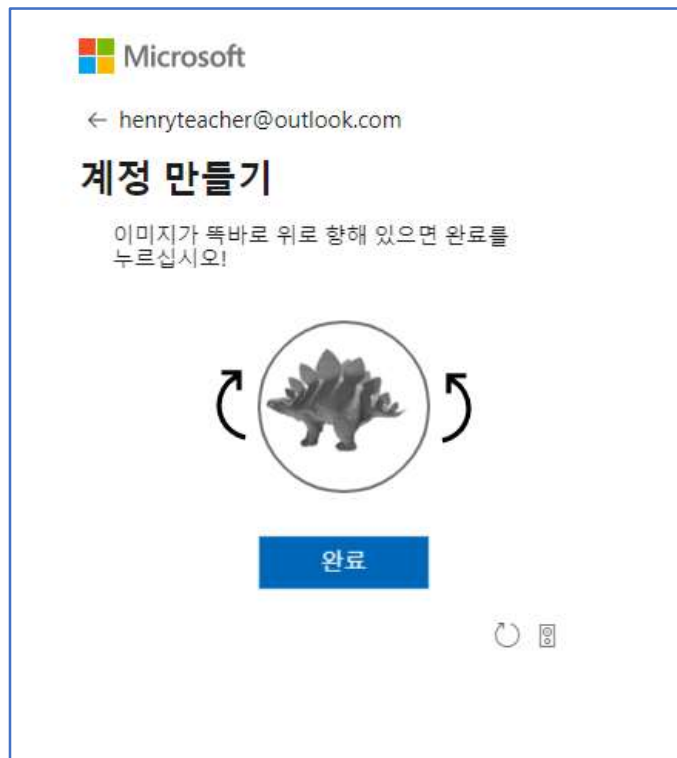 Microsoft
← henryteacher@outlook.com
계정 만들기
이미지가 똑바로 위로 향해 있으면 완료를
누르십시오!
완료